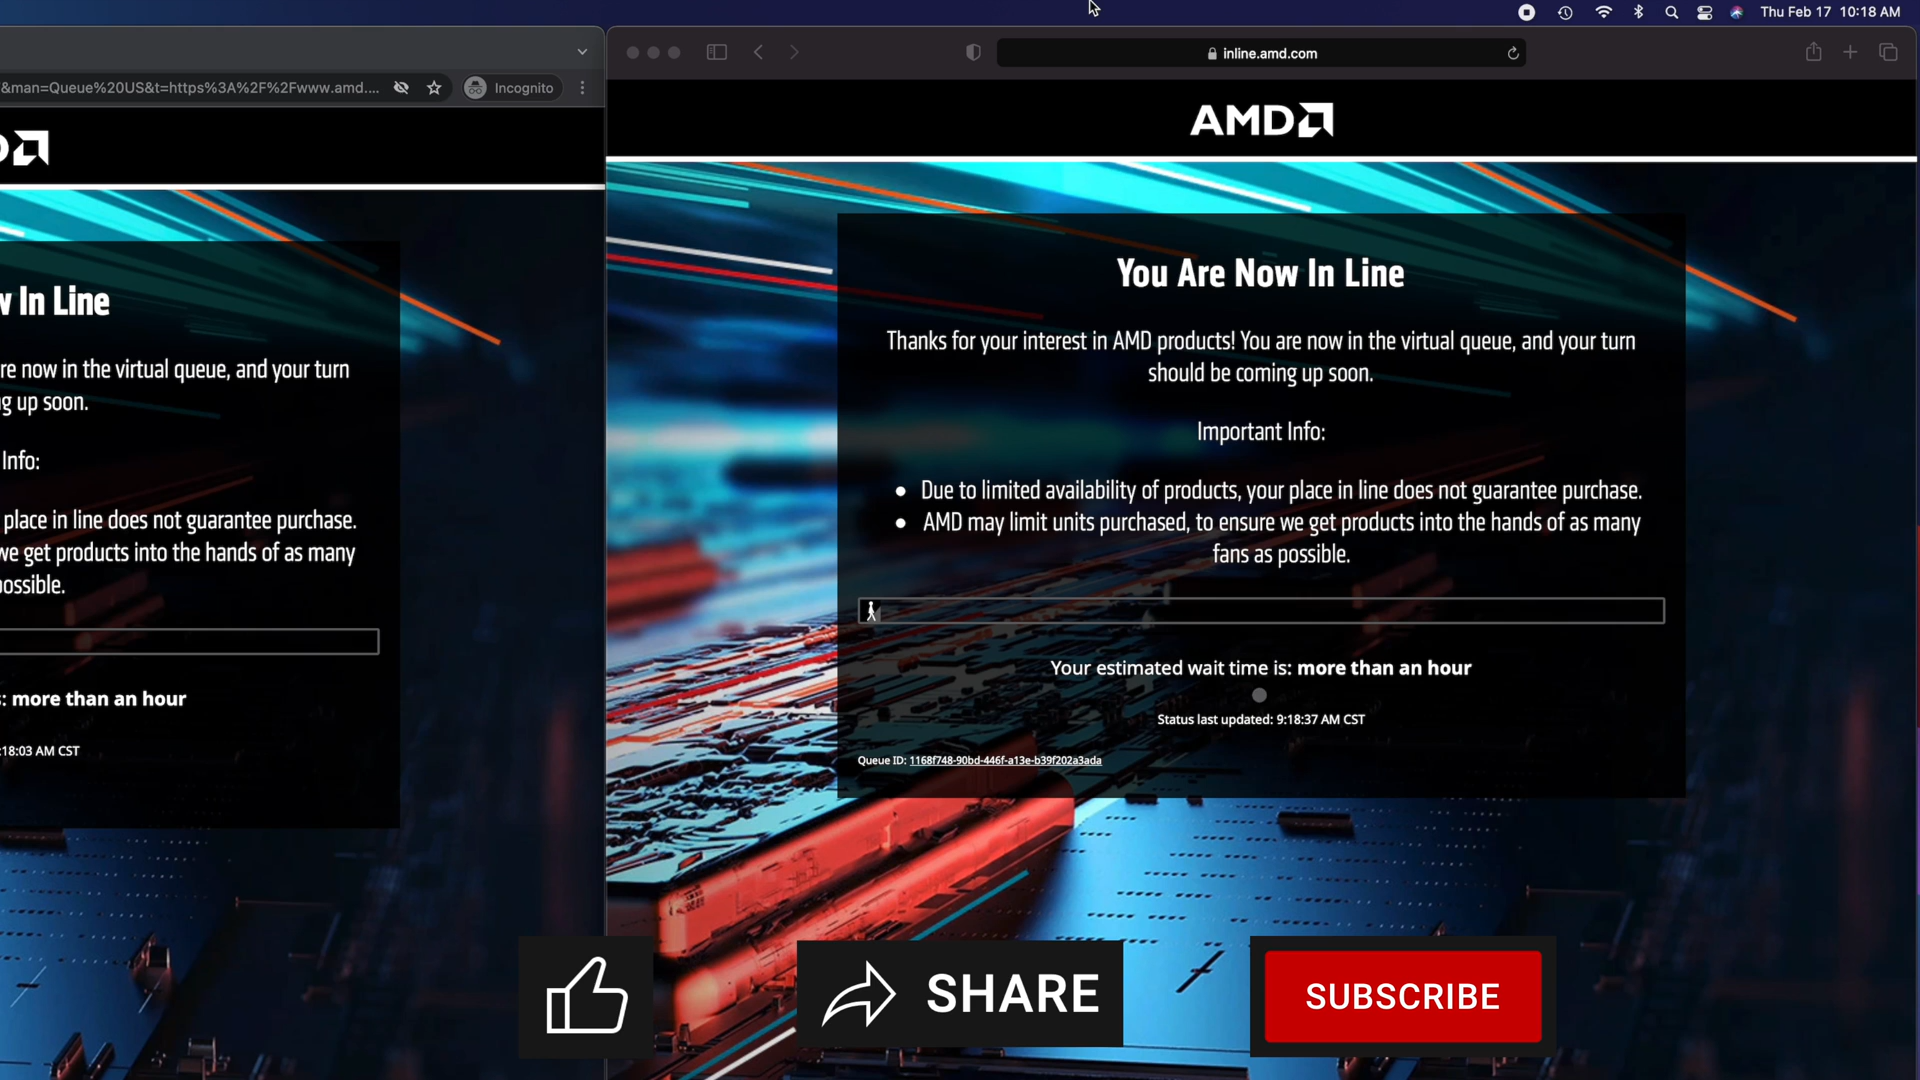 Thu Feb 17 10:18 AM
&man=Queue%20US&t=https%3A%2F%2Fwww.amd....
Incognito
w In Line
re now in the virtual queue, and your turn
g up soon.
Info:
place in line does not guarantee purchase.
we get products into the hands of as many
possible.
: more than an hour
:18:03 AM CST
inline.amd.com
AMD
You Are Now In Line
Thanks for your interest in AMD products! You are now in the virtual queue, and your turn
should be coming up soon.
Important Info:
Due to limited availability of products, your place in line does not guarantee purchase.
AMD may limit units purchased, to ensure we get products into the hands of as many
fans as possible.
Your estimated wait time is: more than an hour
Status last updated: 9:18:37 AM CST
Queue ID: 1168f748-90bd-446f-a13e-b39f202a3ada
SHARE
SUBSCRIBE